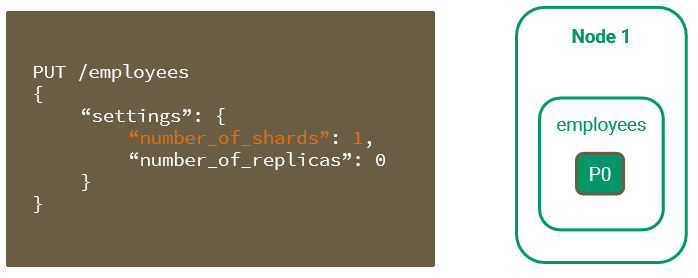 PUT /employees
{
“settings”: {
“number_of_shards”: 1,
“number_of_replicas”: 0
}
}
Node 1
employees
P0